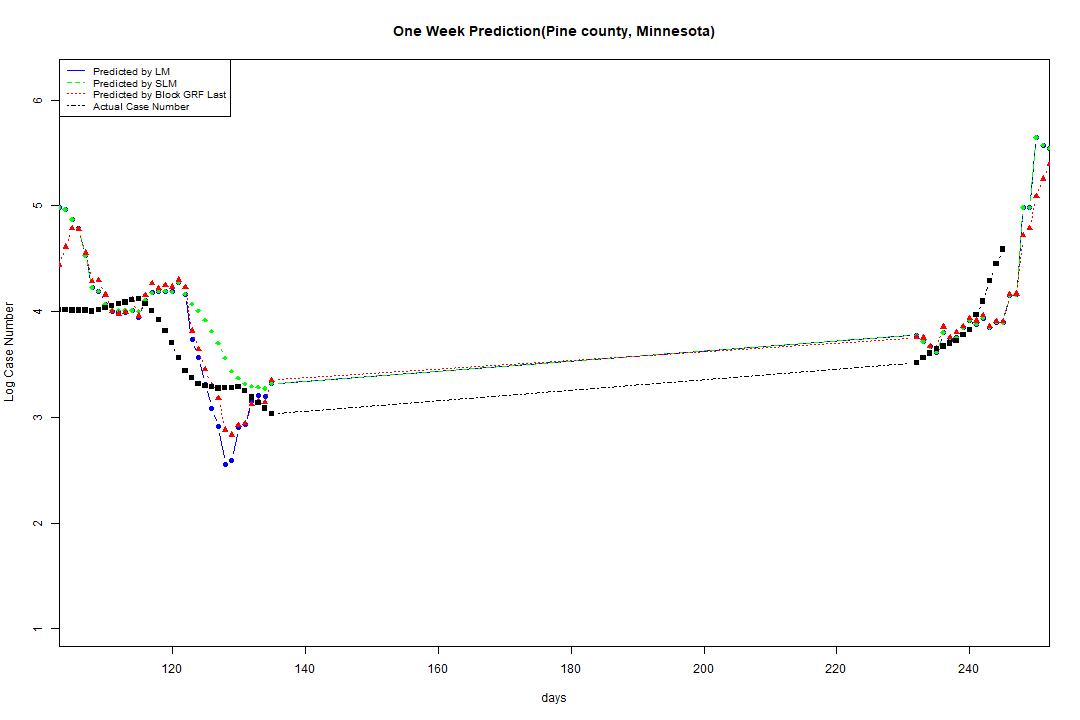 One Week Prediction(Pine county, Minnesota)
Predicted by LM
Predicted by SLM
Predicted by Block GRF Last
Actual Case Number
6
5
4
3
2
1
Log Case Number
120 140 160 180 200 220 240
days